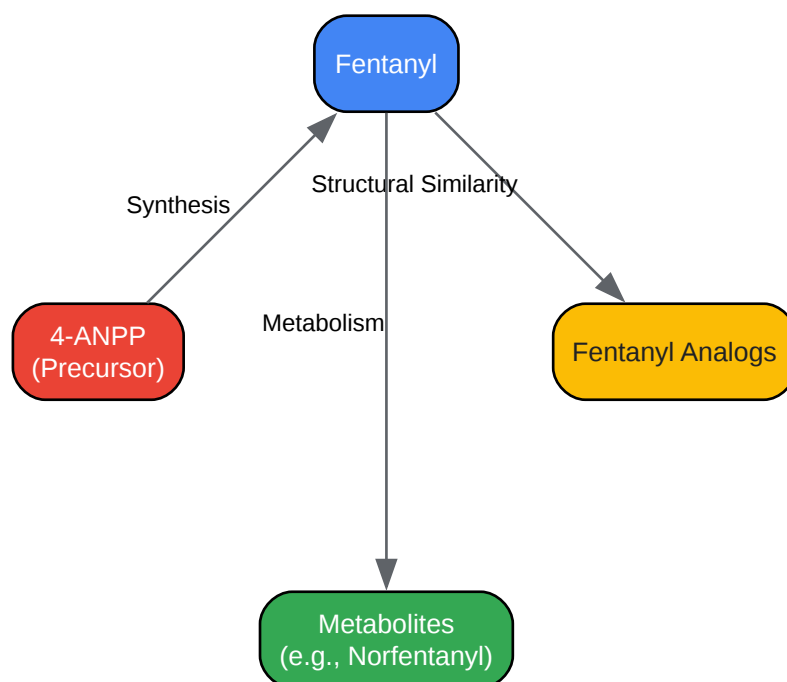 Fentanyl
Structural Similarity
Synthesis
Metabolism
4-ANPP
(Precursor)
Fentanyl Analogs
Metabolites
(e.g., Norfentanyl)